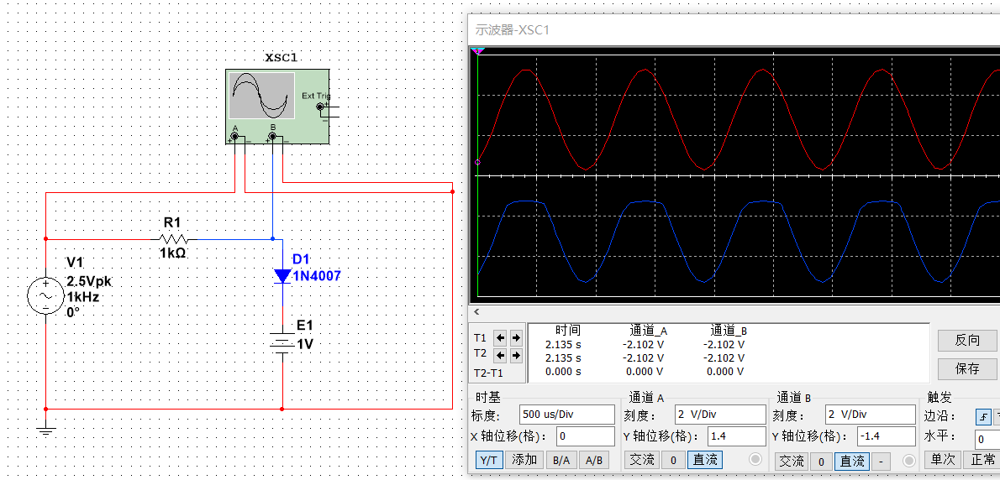 XSC1
Ext Trig
+
-
A
B
+ - + -
R1
1kΩ
V1
2.5Vpk
1kHz
0°
D1
1N4007
E1
1V
示波器-XSC1
<
时间 通道_A 通道_B
T1 2.135 s -2.102 V -2.102 V
T2 2.135 s -2.102 V -2.102 V
T2-T1 0.000 s 0.000 V 0.000 V
反向
保存
时基
标度: 500 us/Div
X 轴位移(格): 0
Y/T 添加 B/A A/B
通道 A
刻度: 2 V/Div
Y 轴位移(格): 1.4
交流 0 直流
通道 B
刻度: 2 V/Div
Y 轴位移(格): -1.4
交流 0 直流 -
触发
边沿:
水平: 0
单次 正常